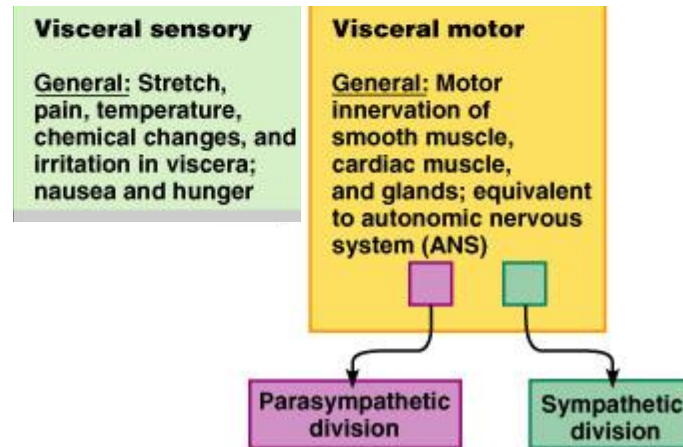 Visceral sensory
General: Stretch,
pain, temperature,
chemical changes, and
irritation in viscera;
nausea and hunger
Visceral motor
General: Motor
innervation of
smooth muscle,
cardiac muscle,
and glands; equivalent
to autonomic nervous
system (ANS)
Parasympathetic
division
Sympathetic
division